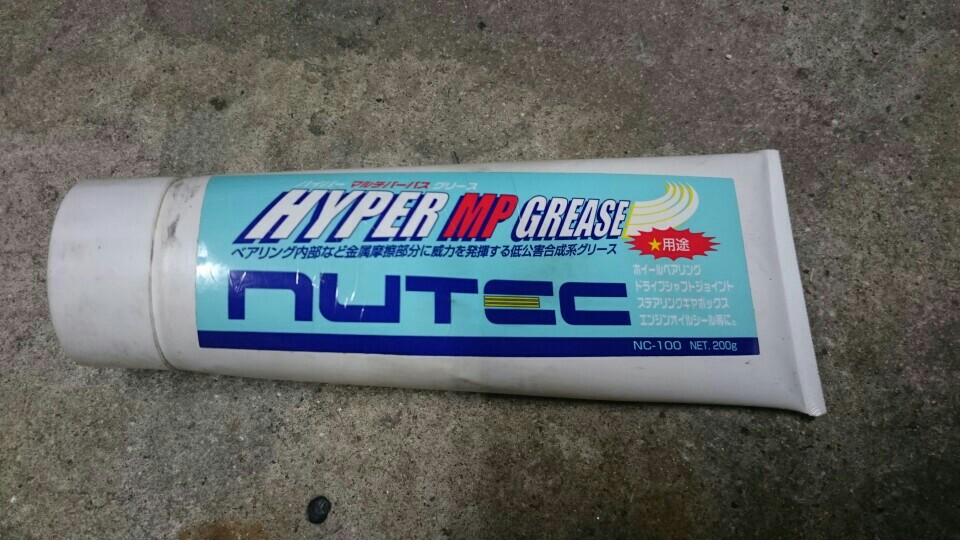 ハイパー マルチパーパス グリース
HYPER MP GREASE
ベアリング内部など金属摩擦部分に威力を発揮する低公害合成系グリース
nutec
★用途
ホイールベアリング
ドライブシャフトジョイント
ステアリングギヤボックス
エンジンオイルシール等に。
NC-100 NET. 200g